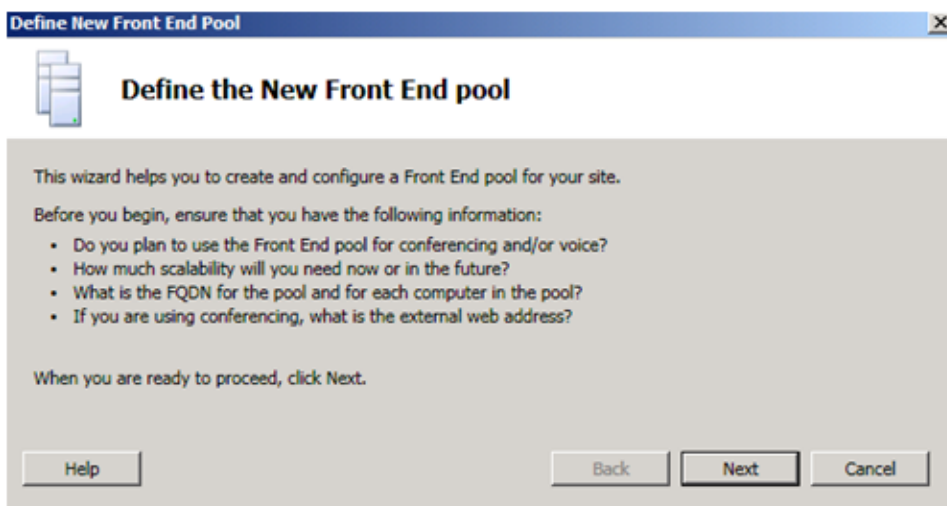 Define New Front End Pool
Define the New Front End pool
This wizard helps you to create and configure a Front End pool for your site.
Before you begin, ensure that you have the following information:
• Do you plan to use the Front End pool for conferencing and/or voice?
• How much scalability will you need now or in the future?
• What is the FQDN for the pool and for each computer in the pool?
• If you are using conferencing, what is the external web address?
When you are ready to proceed, click Next.
Help
Back
Next
Cancel